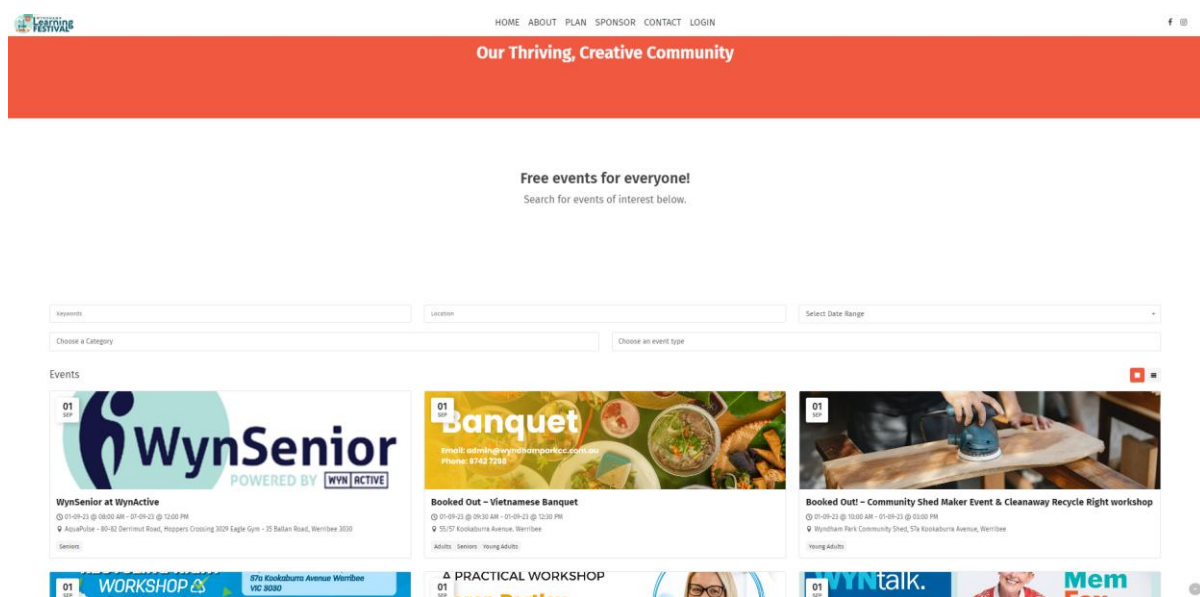 Learning
FESTIVAL
HOME ABOUT PLAN SPONSOR CONTACT LOGIN
Our Thriving, Creative Community
Free events for everyone!
Search for events of interest below.
Keywords
Location
Select Date Range
Choose a Category
Choose an event type
Events
01
SEP
WynSenior
POWERED BY WYN ACTIVE
WynSenior at WynActive
01-09-23 @ 08:00 AM - 07-09-23 @ 12:00 PM
AquaPulse - 80-82 Derrimut Road, Hoppers Crossing 3029 Eagle Gym - 35 Ballan Road, Werribee 3030
Seniors
01
SEP
Banquet
Email: admin@wyndhamparkcc.com.au
Phone: 9742 7298
Booked Out – Vietnamese Banquet
01-09-23 @ 09:30 AM - 01-09-23 @ 12:30 PM
55/57 Kookaburra Avenue, Werribee
Adults Seniors Young Adults
01
SEP
Booked Out! – Community Shed Maker Event & Cleanaway Recycle Right workshop
01-09-23 @ 10:00 AM - 01-09-23 @ 03:00 PM
Wyndham Park Community Shed, 57a Kookaburra Avenue, Werribee
Young Adults
01
SEP
WORKSHOP
57a Kookaburra Avenue Werribee
VIC 3030
01
SEP
A PRACTICAL WORKSHOP
01
SEP
WYNtalk.
Mem
Fox